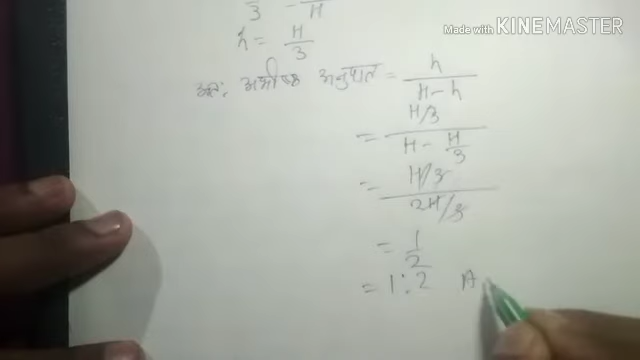 Made with KINEMASTER
/3 - /H
h = H/3
अतः अभीष्ट अनुपात = h/(H-h)
= (H/3)/(H - H/3)
= (H/3)/(2H/3)
= 1/2
= 1:2 A